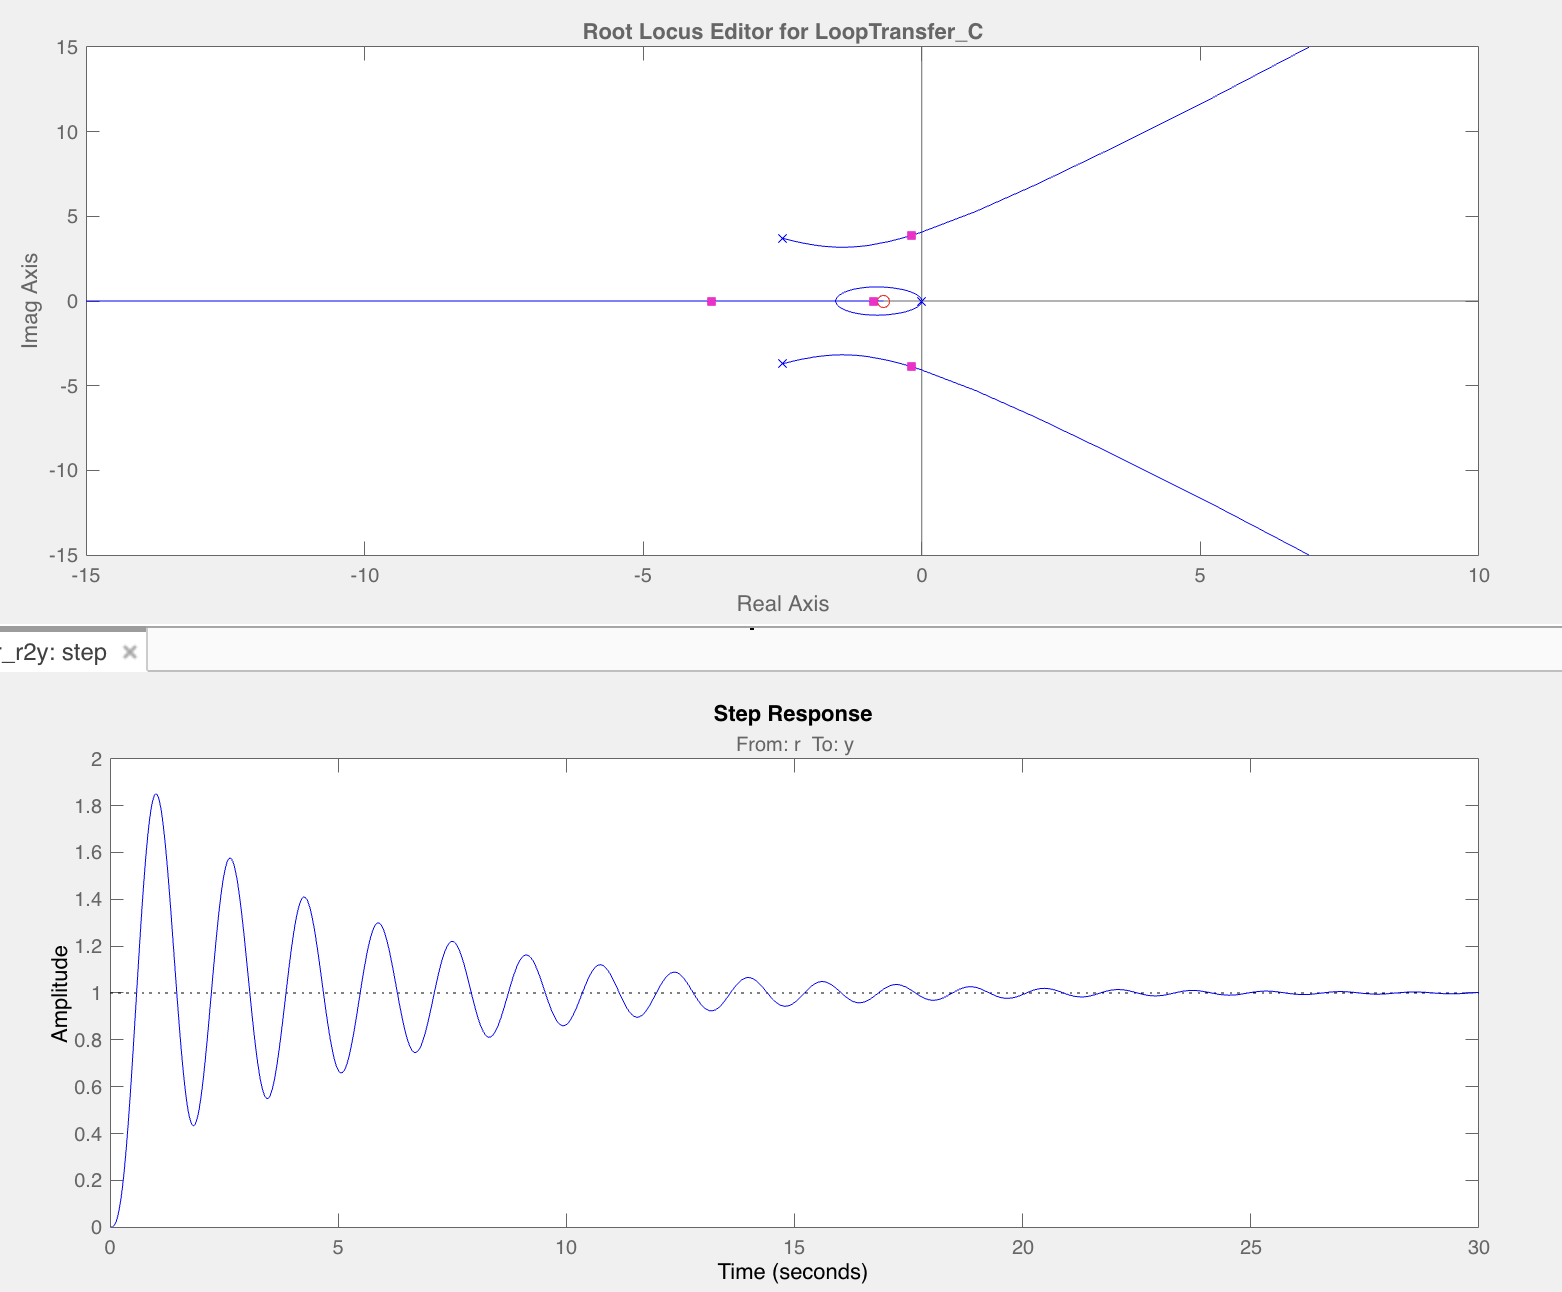 Root Locus Editor for LoopTransfer_C
15
10
5
0
-5
-10
-15
Imag Axis
-15 -10 -5 0 5 10
Real Axis
r_r2y: step ×
Step Response
From: r To: y
2
1.8
1.6
1.4
1.2
1
0.8
0.6
0.4
0.2
0
Amplitude
0 5 10 15 20 25 30
Time (seconds)